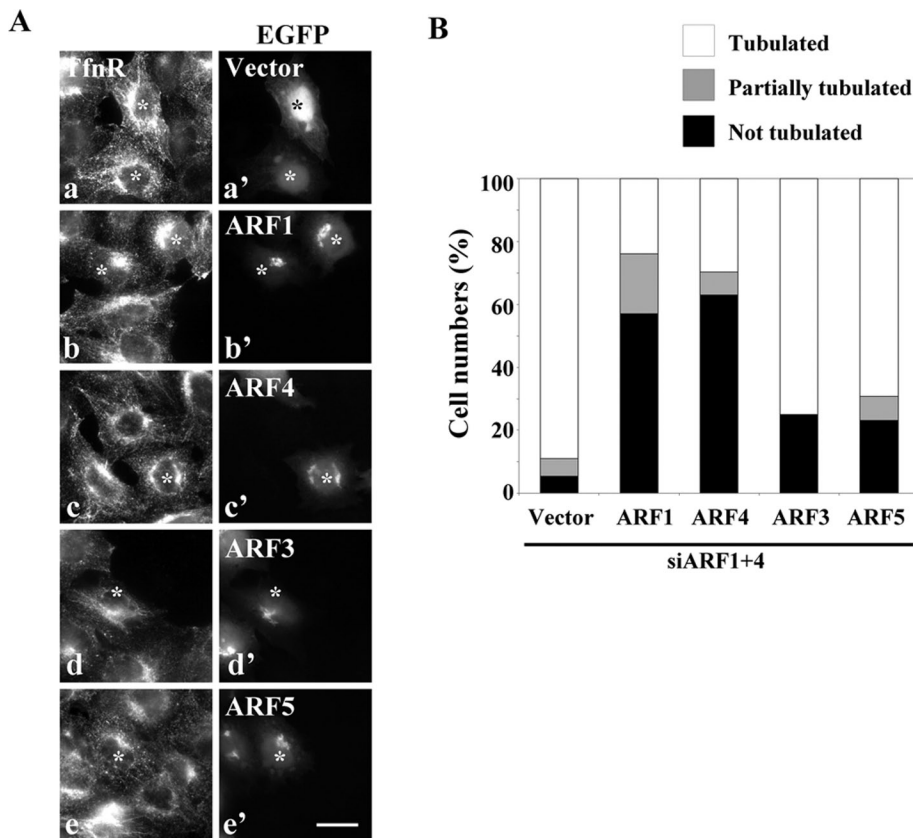 A
EGFP
TfnR
Vector
*
*
*
*
a
a’
ARF1
*
*
*
*
b
b’
ARF4
*
*
c
c’
ARF3
*
*
d
d’
ARF5
*
*
e
e’
B
Tubulated
Partially tubulated
Not tubulated
Cell numbers (%)
100
80
60
40
20
0
Vector ARF1 ARF4 ARF3 ARF5
siARF1+4